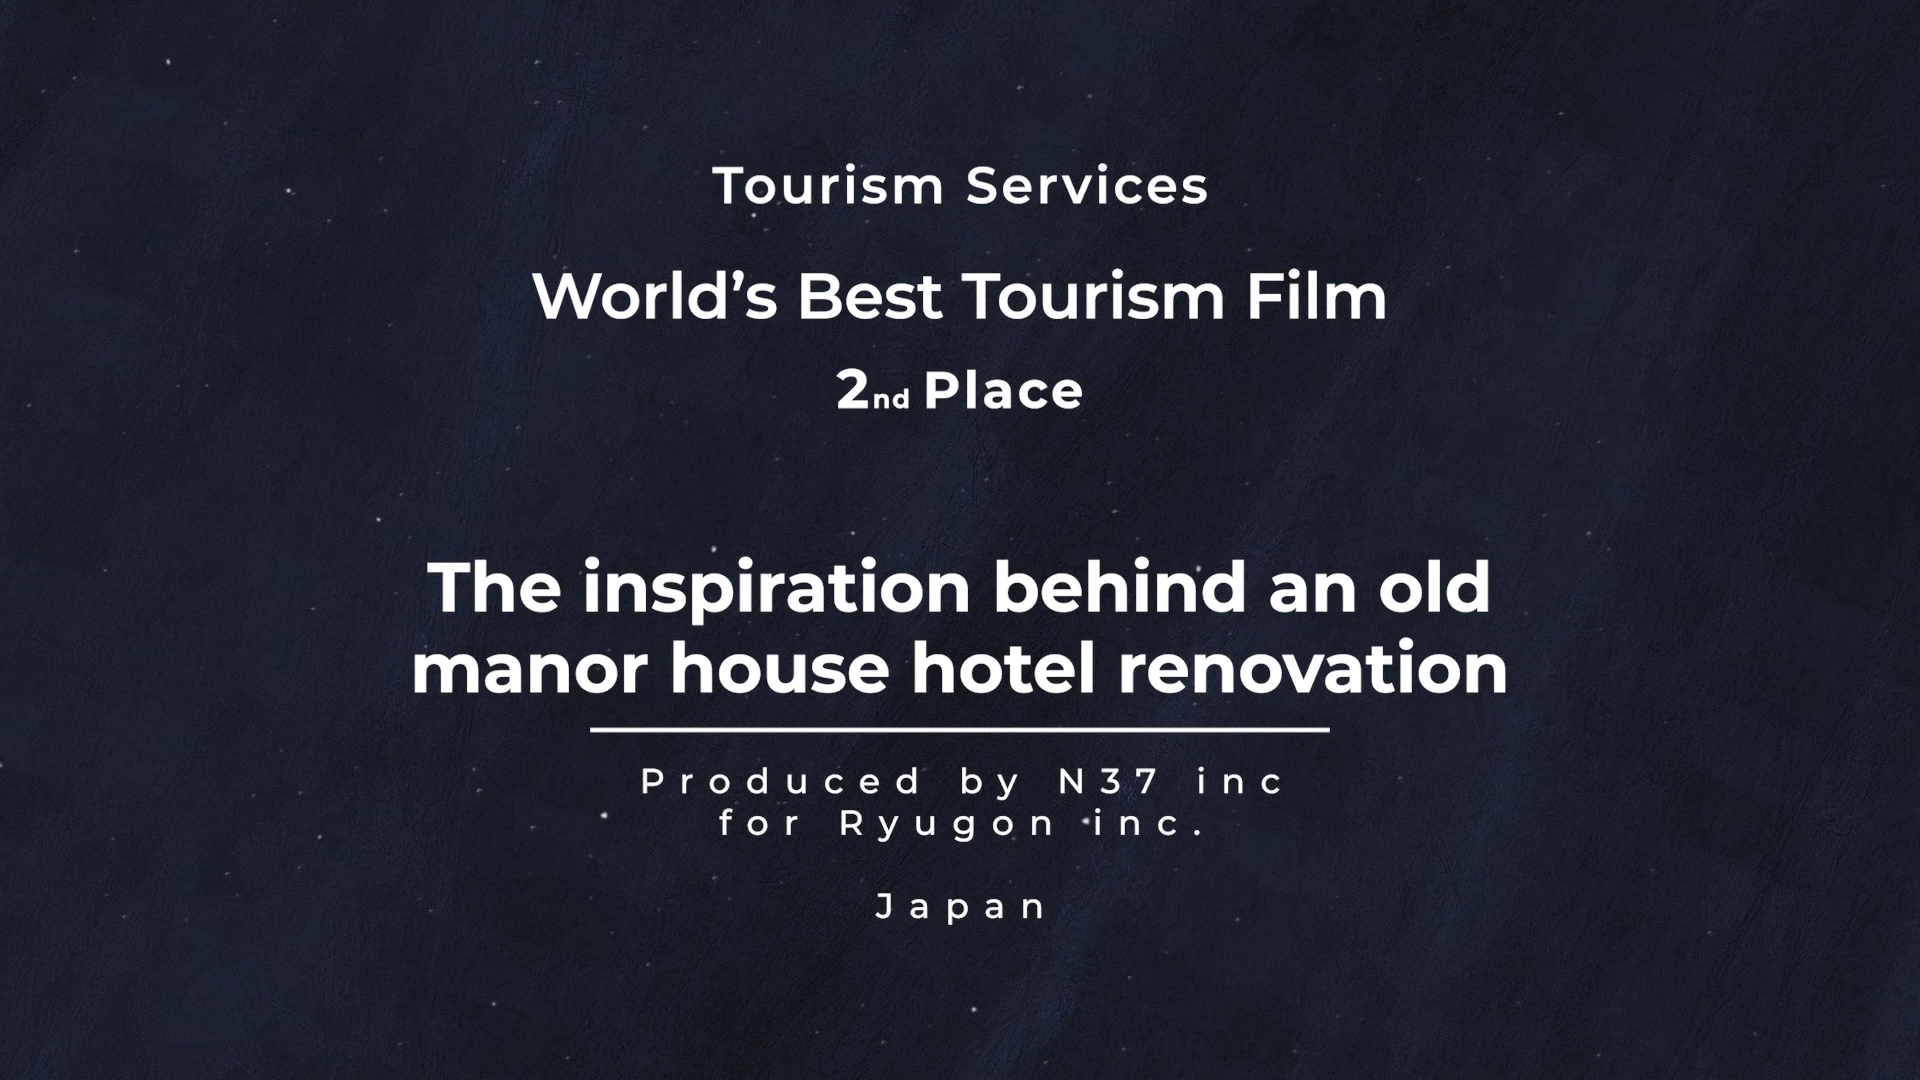 Tourism Services
World’s Best Tourism Film
2nd Place
The inspiration behind an old
manor house hotel renovation
Produced by N37 inc
for Ryugon inc.
Japan